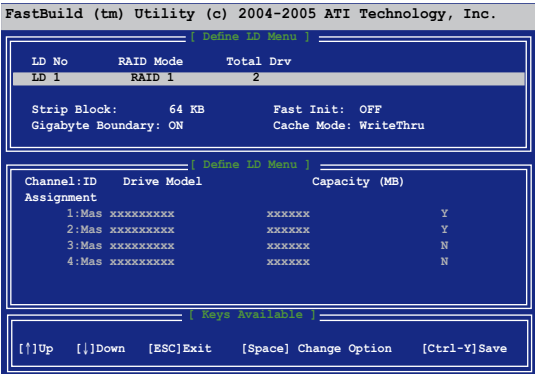 FastBuild (tm) Utility (c) 2004-2005 ATI Technology, Inc.
[ Define LD Menu ]
LD No RAID Mode Total Drv
LD 1 RAID 1 2
Strip Block: 64 KB Fast Init: OFF
Gigabyte Boundary: ON Cache Mode: WriteThru
[ Define LD Menu ]
Channel:ID Drive Model Capacity (MB)
Assignment
1:Mas xxxxxxxxx xxxxxx Y
2:Mas xxxxxxxxx xxxxxx Y
3:Mas xxxxxxxxx xxxxxx N
4:Mas xxxxxxxxx xxxxxx N
[ Keys Available ]
[↑]Up [↓]Down [ESC]Exit [Space] Change Option [Ctrl-Y]Save